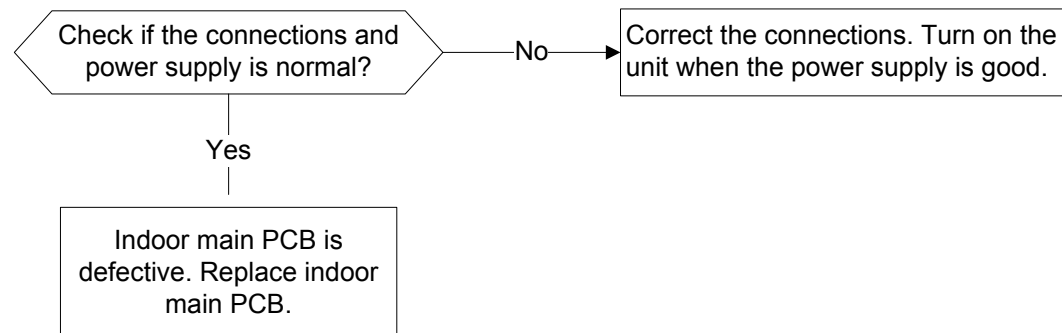 Check if the connections and
power supply is normal?
No
Correct the connections. Turn on the
unit when the power supply is good.
Yes
Indoor main PCB is
defective. Replace indoor
main PCB.